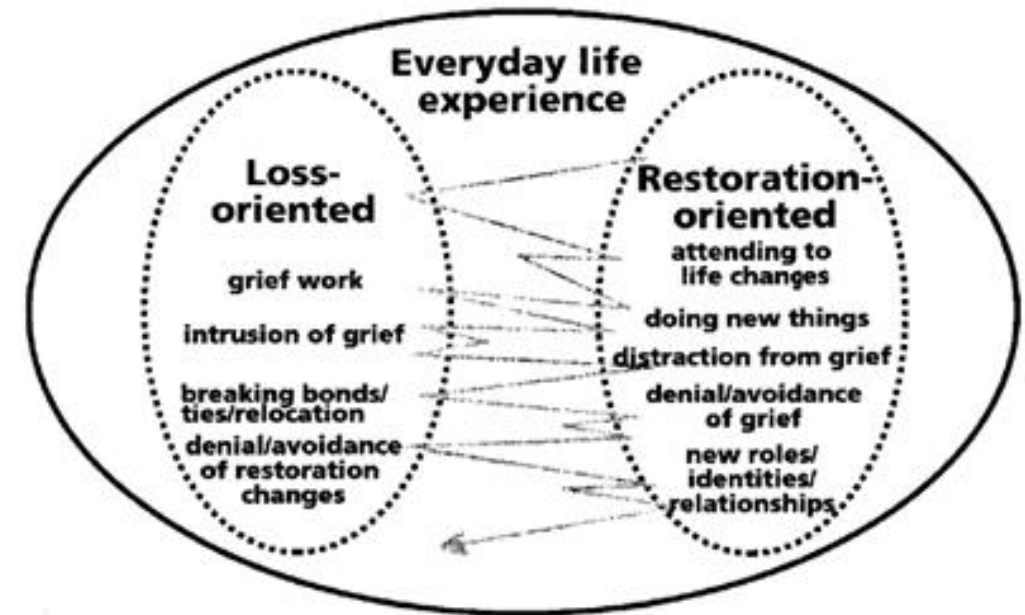 Everyday life
experience
Loss-
oriented
grief work
intrusion of grief
breaking bonds/
ties/relocation
denial/avoidance
of restoration
changes
Restoration-
oriented
attending to
life changes
doing new things
distraction from grief
denial/avoidance
of grief
new roles/
identities/
relationships